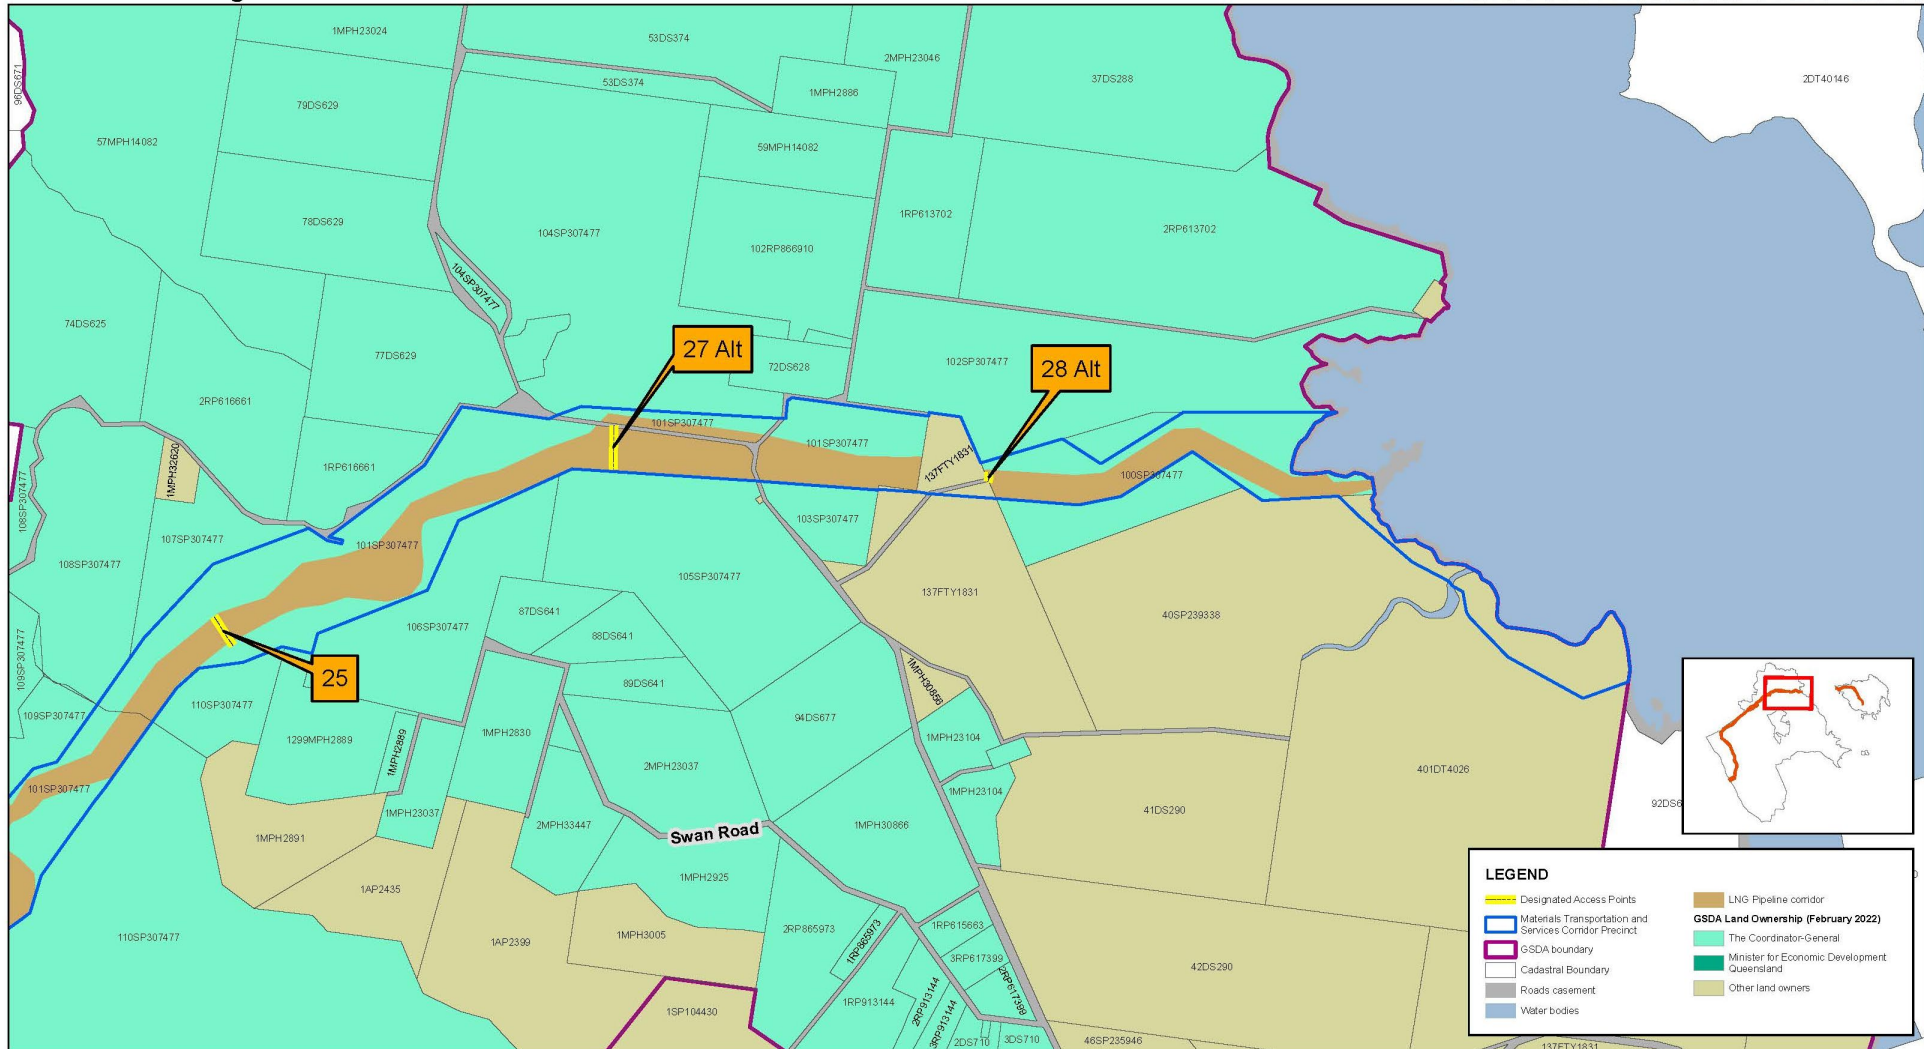 1MPH23024
53DS374
2MPH23046
96DS671
53DS374
37DS288
2DT40146
1MPH2886
79DS629
57MPH14082
59MPH14082
78DS629
104SP307477
1RP613702
2RP613702
102RP866910
104SP307477
74DS625
77DS629
27 Alt
28 Alt
72DS628
102SP307477
2RP616661
101SP307477
101SP307477
137FTY1831
1MPH32620
1RP616661
100SP307477
108SP307477
103SP307477
107SP307477
101SP307477
108SP307477
105SP307477
137FTY1831
87DS641
40SP239338
106SP307477
88DS641
109SP307477
25
89DS641
1MPH30856
110SP307477
109SP307477
94DS677
1299MPH2889
1MPH2889
1MPH2830
1MPH23104
2MPH23037
401DT4026
101SP307477
1MPH23104
41DS290
92DS6
1MPH23037
2MPH33447
1MPH30866
Swan Road
1MPH2891
1MPH2925
1AP2435
110SP307477
1AP2399
1MPH3005
2RP865973
1RP865973
1RP615663
3RP617399
2RP617399
42DS290
1RP913144
2RP913144
3RP913144
1SP104430
2DS710
3DS710
46SP235946
137FTY1831
LEGEND
Designated Access Points
Materials Transportation and
Services Corridor Precinct
GSDA boundary
Cadastral Boundary
Roads casement
Water bodies
LNG Pipeline corridor
GSDA Land Ownership (February 2022)
The Coordinator-General
Minister for Economic Development
Queensland
Other land owners